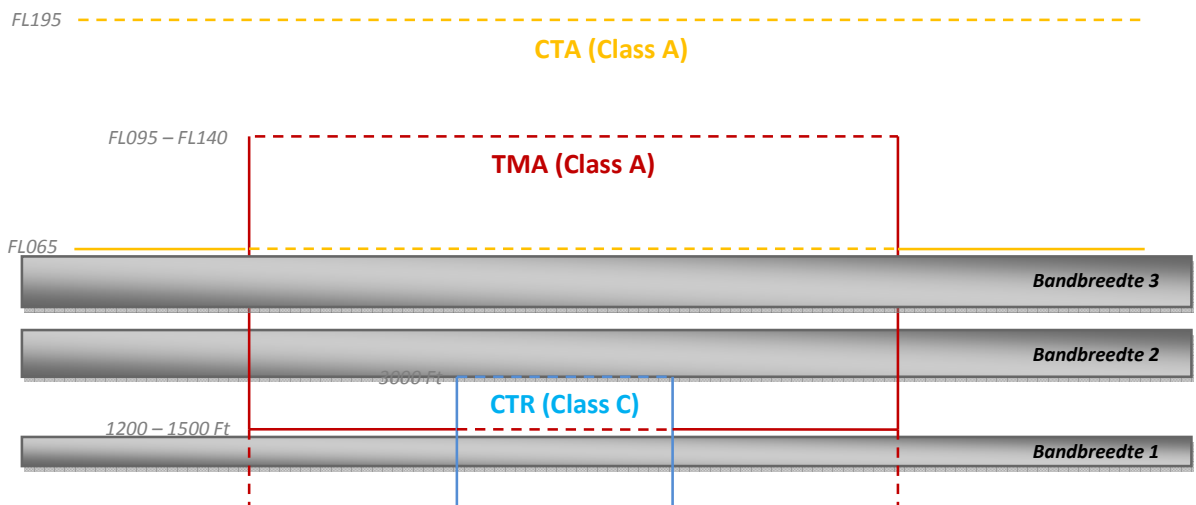 FL195
CTA (Class A)
FL095 – FL140
TMA (Class A)
FL065
Bandbreedte 3
Bandbreedte 2
3000 Ft
CTR (Class C)
1200 – 1500 Ft
Bandbreedte 1